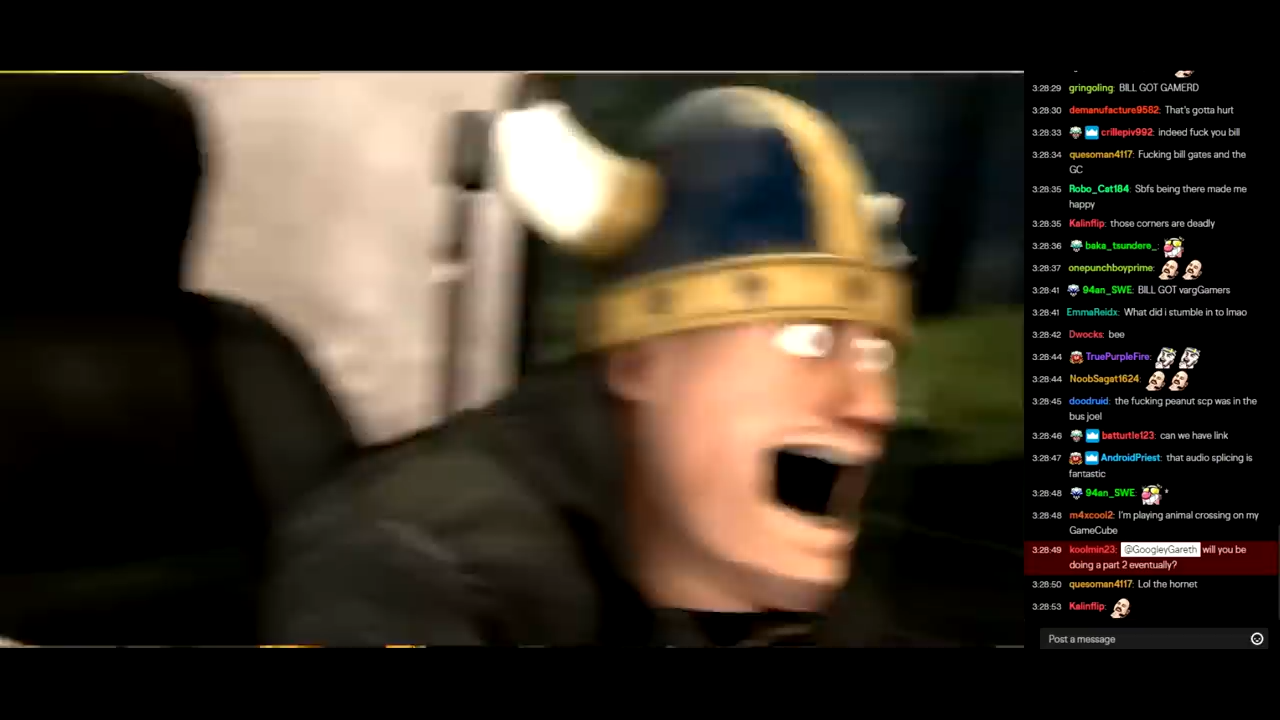 3:28:29 gringoling: BILL GOT GAMERD
3:28:30 demanufacture9582: That's gotta hurt
3:28:33 crillepiv992: indeed fuck you bill
3:28:34 quesoman4117: Fucking bill gates and the
GC
3:28:35 Robo_Cat184: Sbfs being there made me
happy
3:28:35 Kalinflip: those corners are deadly
3:28:36 baka_tsundere_:
3:28:37 onepunchboyprime:
3:28:41 94an_SWE: BILL GOT vargGamers
3:28:41 EmmaReidx: What did i stumble in to lmao
3:28:42 Dwocks: bee
3:28:44 TruePurpleFire:
3:28:44 NoobSagat1624:
3:28:45 doodruid: the fucking peanut scp was in the
bus joel
3:28:46 batturtle123: can we have link
3:28:47 AndroidPriest: that audio splicing is
fantastic
3:28:48 94an_SWE: *
3:28:48 m4xcool2: I'm playing animal crossing on my
GameCube
3:28:49 koolmin23: @GoogieyGareth will you be
doing a part 2 eventually?
3:28:50 quesoman4117: Lol the hornet
3:28:53 Kalinflip:
Post a message